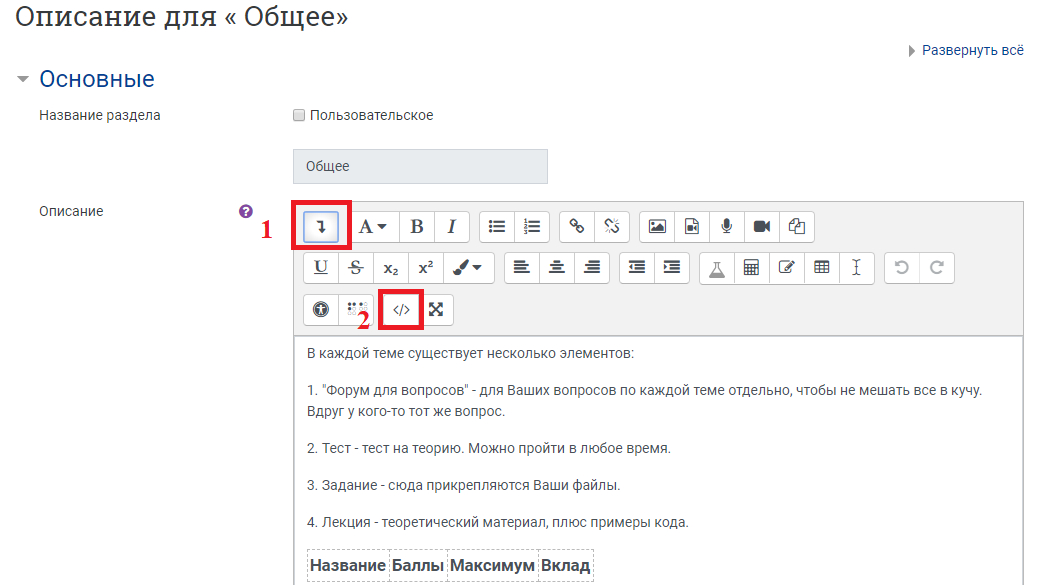 Описание для « Общее»
Развернуть всё
Основные
Название раздела
Пользовательское
Общее
Описание
?
1
A B I
U S x₂ x²
2
</>
В каждой теме существует несколько элементов:
1. "Форум для вопросов" - для Ваших вопросов по каждой теме отдельно, чтобы не мешать все в кучу.
Вдруг у кого-то тот же вопрос.
2. Тест - тест на теорию. Можно пройти в любое время.
3. Задание - сюда прикрепляются Ваши файлы.
4. Лекция - теоретический материал, плюс примеры кода.
Название Баллы Максимум Вклад